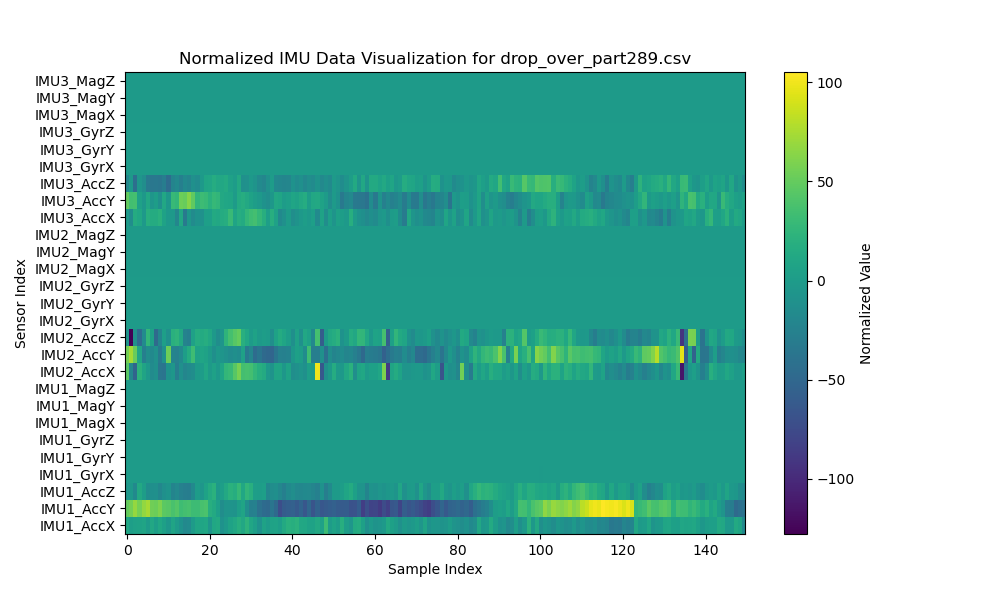 Normalized IMU Data Visualization for drop_over_part289.csv
IMU3_MagZ
IMU3_MagY
IMU3_MagX
IMU3_GyrZ
IMU3_GyrY
IMU3_GyrX
IMU3_AccZ
IMU3_AccY
IMU3_AccX
IMU2_MagZ
IMU2_MagY
IMU2_MagX
IMU2_GyrZ
IMU2_GyrY
IMU2_GyrX
IMU2_AccZ
IMU2_AccY
IMU2_AccX
IMU1_MagZ
IMU1_MagY
IMU1_MagX
IMU1_GyrZ
IMU1_GyrY
IMU1_GyrX
IMU1_AccZ
IMU1_AccY
IMU1_AccX
Sensor Index
0 20 40 60 80 100 120 140
Sample Index
100
50
0
−50
−100
Normalized Value